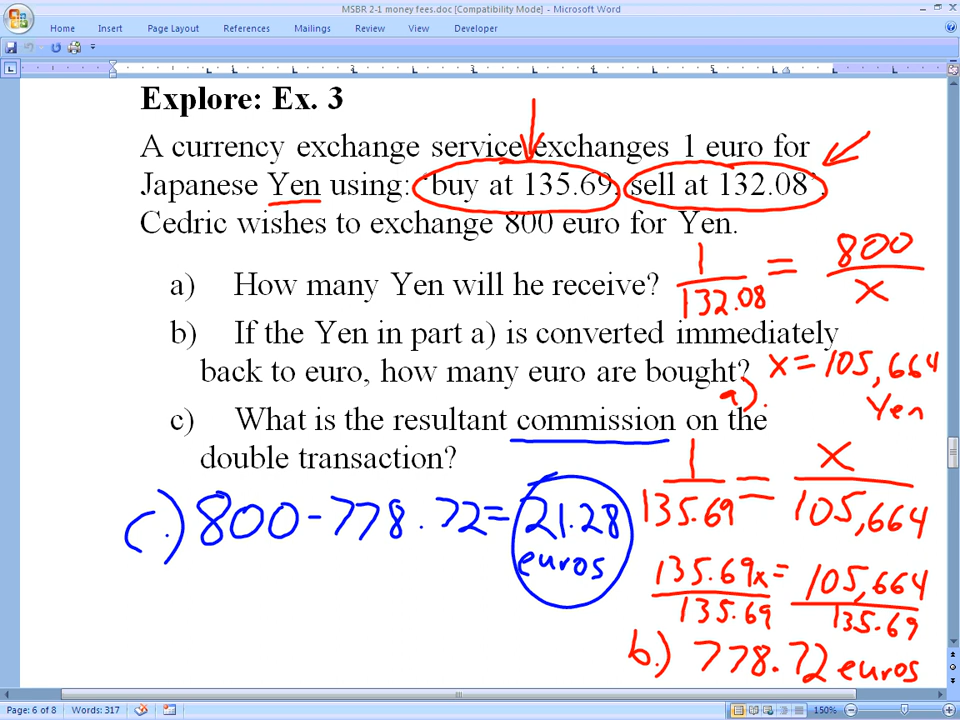 MSBR 2-1 money fees.doc [Compatibility Mode] - Microsoft Word
Home Insert Page Layout References Mailings Review View Developer
Explore: Ex. 3
A currency exchange service exchanges 1 euro for
Japanese Yen using: ‘buy at 135.69, sell at 132.08’.
Cedric wishes to exchange 800 euro for Yen.
a) How many Yen will he receive?
1/132.08 = 800/x
b) If the Yen in part a) is converted immediately
back to euro, how many euro are bought?
a). x = 105,664 Yen
c) What is the resultant commission on the
double transaction?
1/135.69 = x/105,664
c.) 800 - 778.72 = 21.28
euros
135.69x/135.69 = 105,664/135.69
b.) 778.72 euros
Page: 6 of 8 Words: 317 150%